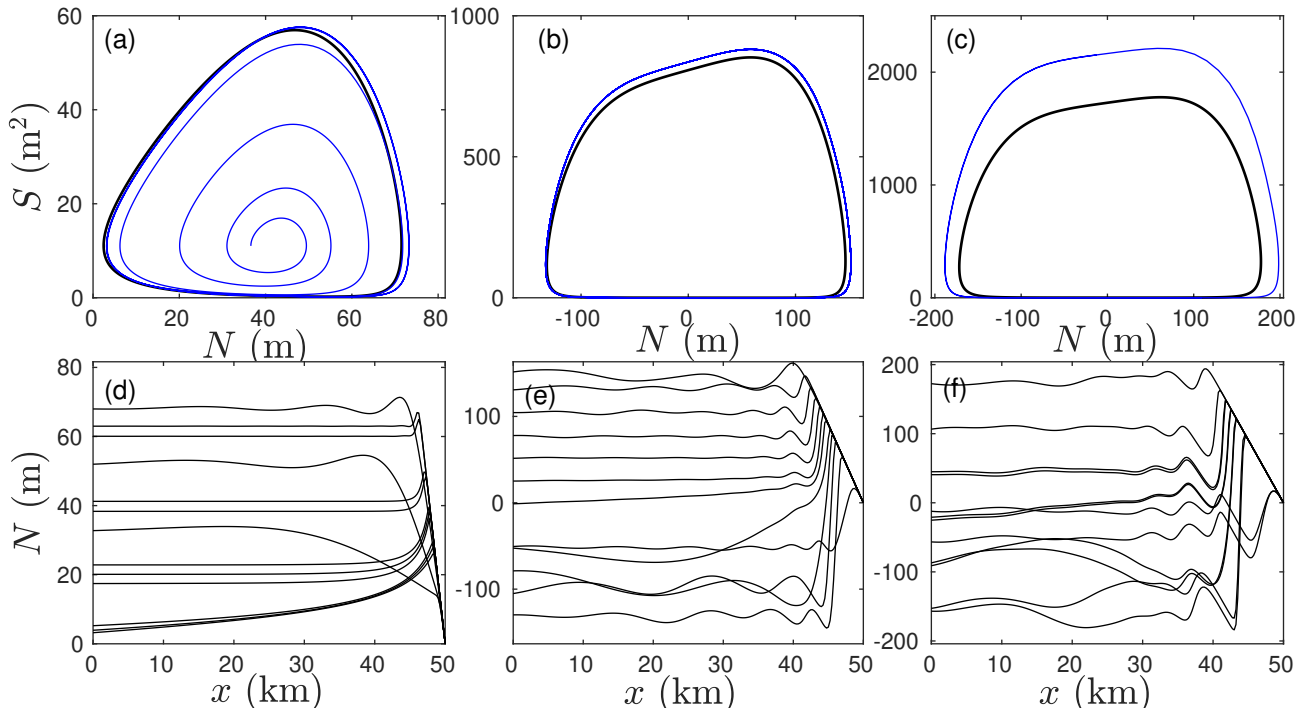 60 1000
(a) (b) (c)
2000
40
S (m²) 500
20 1000
0 0 0
0 20 40 60 80 -100 0 100 -200 -100 0 100 200
N (m) N (m) N (m)
80 200
(d) (e) (f)
60 100 100
N (m)
40 0 0
20 -100 -100
0 -200
0 10 20 30 40 50 0 10 20 30 40 50 0 10 20 30 40 50
x (km) x (km) x (km)